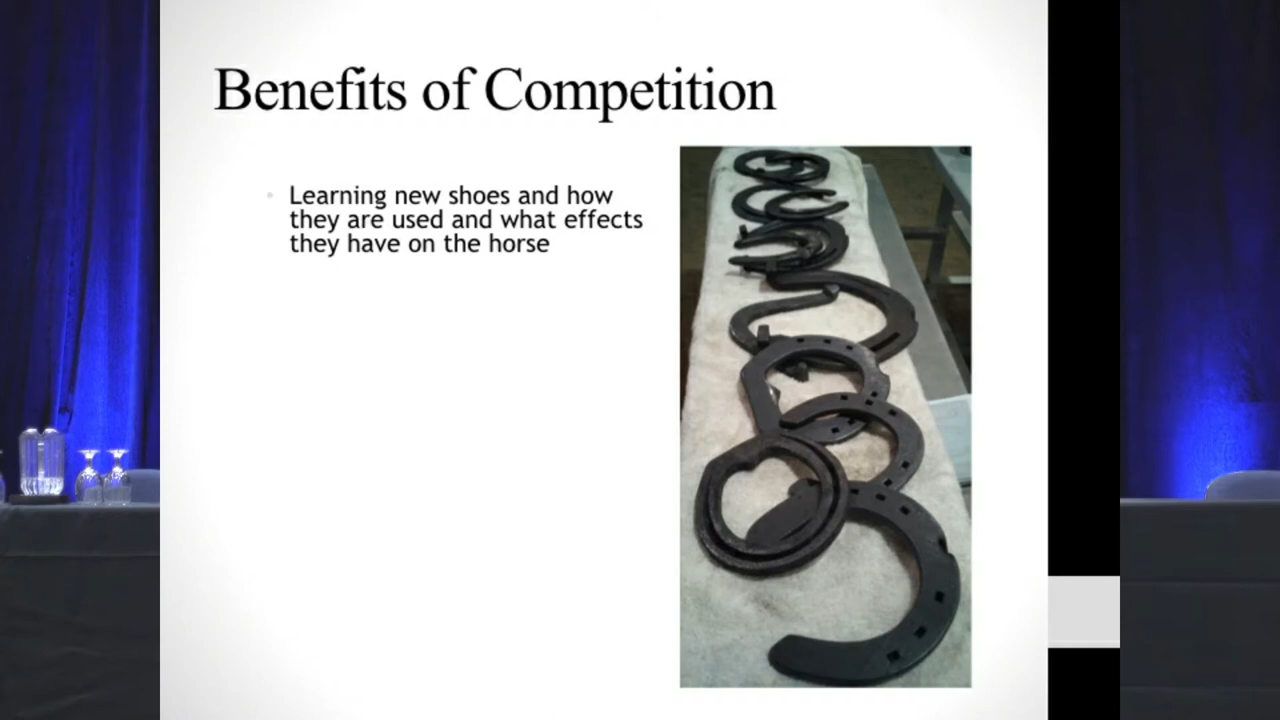 Benefits of Competition
Learning new shoes and how
they are used and what effects
they have on the horse